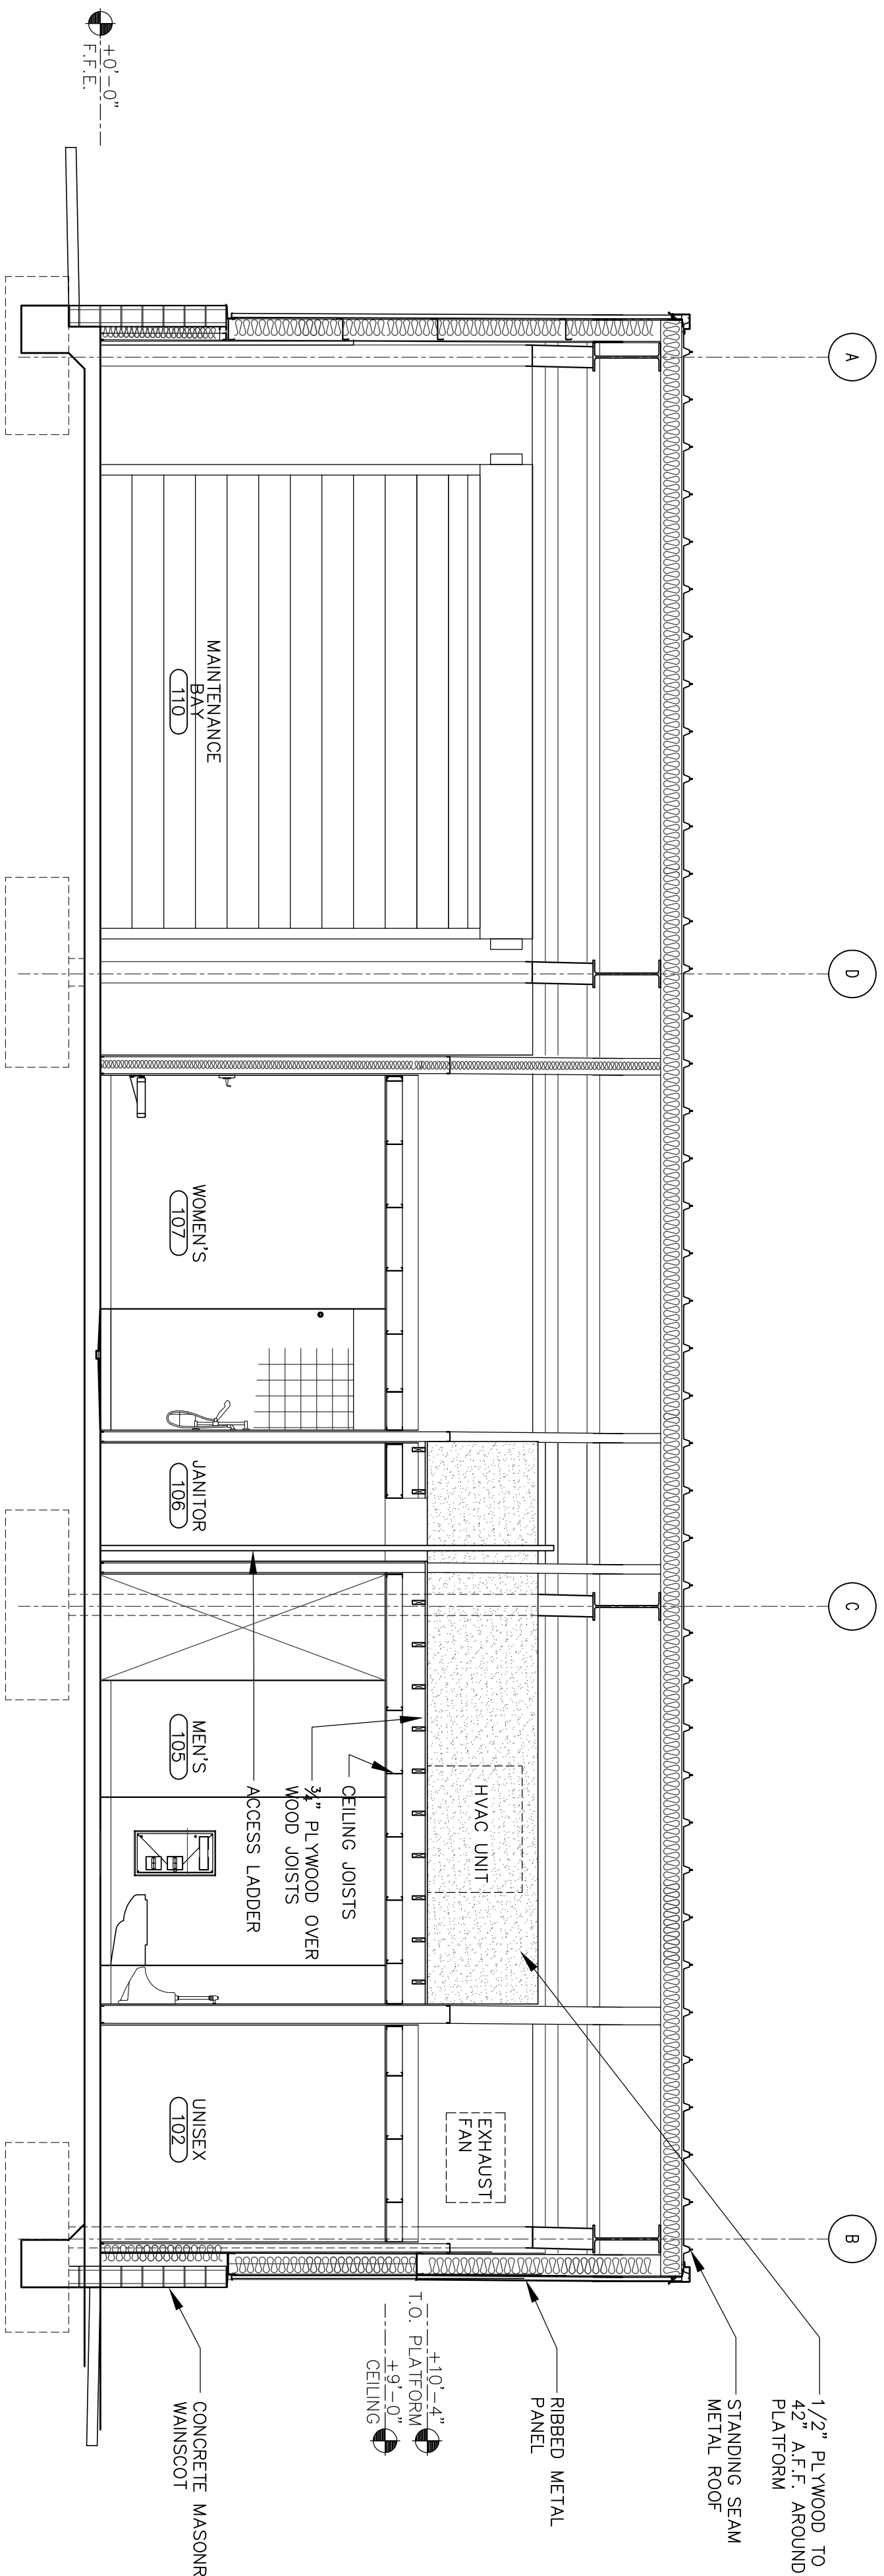 A
D
C
B
1/2" PLYWOOD TO
42" A.F.F. AROUND
PLATFORM
STANDING SEAM
METAL ROOF
RIBBED METAL
PANEL
+10'-4"
T.O. PLATFORM
+9'-0"
CEILING
CONCRETE MASONR
WAINSCOT
+0'-0"
F.F.E.
MAINTENANCE
BAY
110
WOMEN'S
107
JANITOR
106
MEN'S
105
UNISEX
102
HVAC UNIT
EXHAUST
FAN
CEILING JOISTS
3/4" PLYWOOD OVER
WOOD JOISTS
ACCESS LADDER